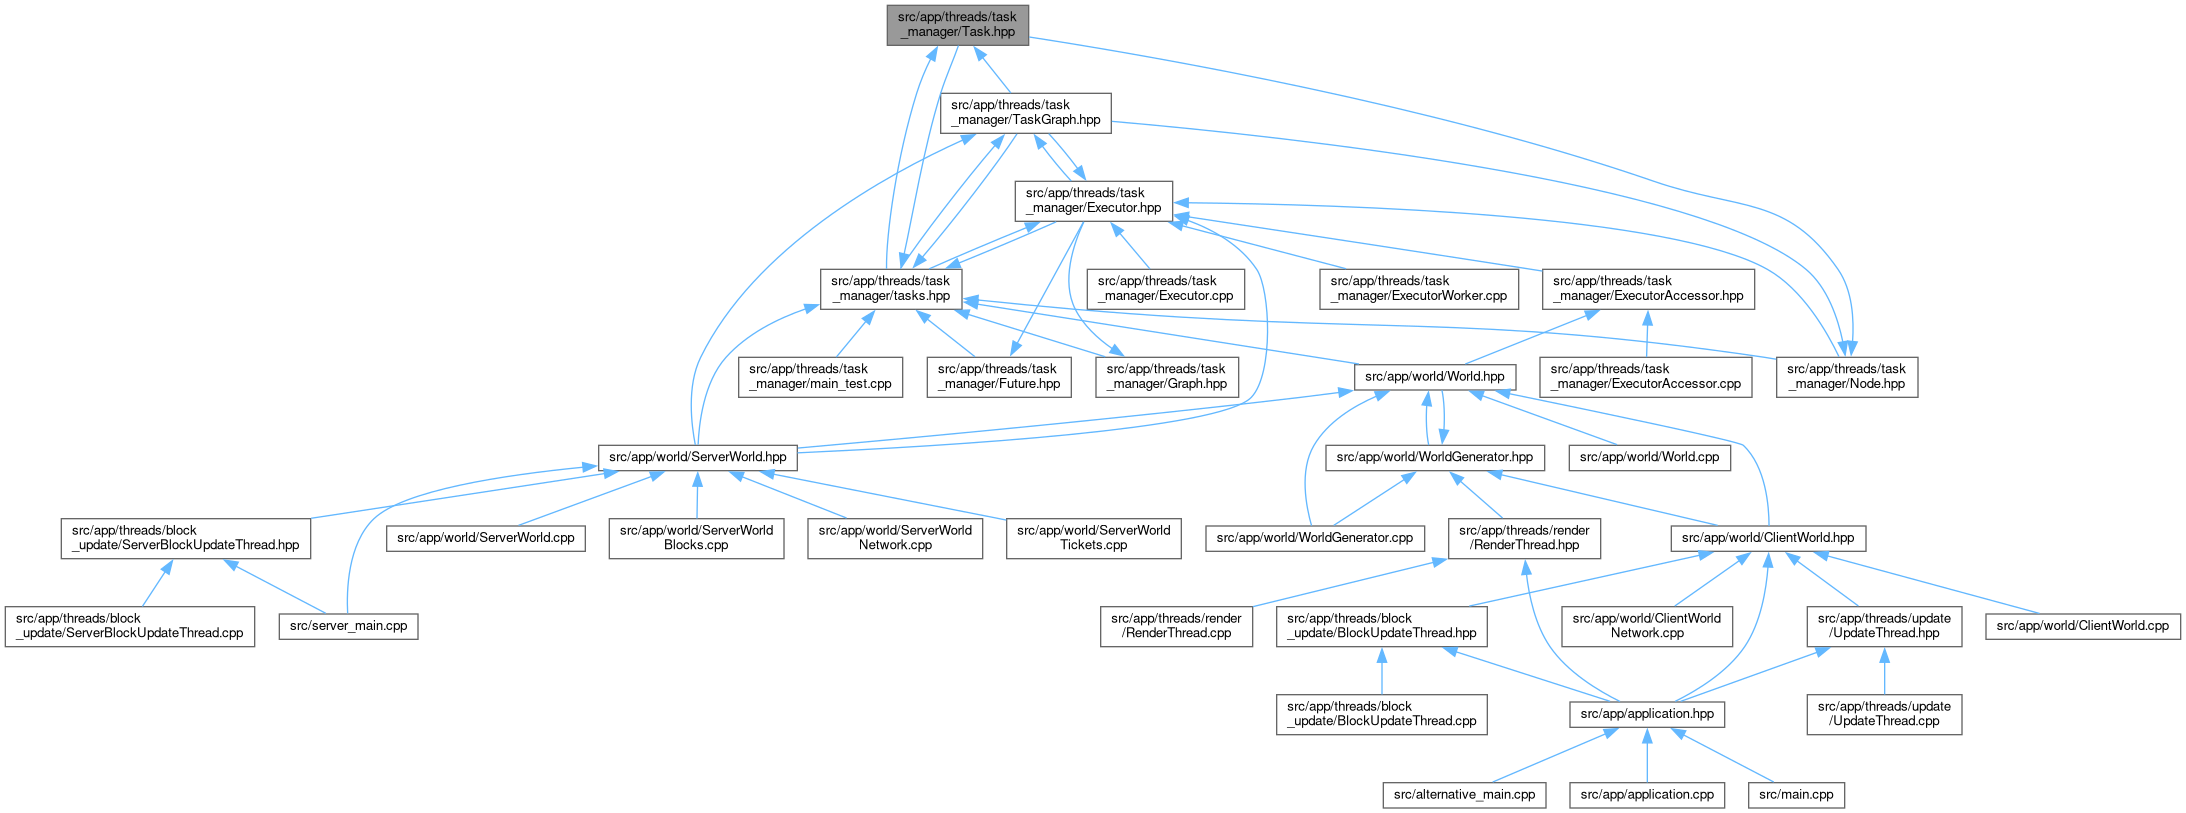 src/app/threads/task
_manager/Task.hpp
src/app/threads/task
_manager/TaskGraph.hpp
src/app/threads/task
_manager/Executor.hpp
src/app/threads/task
_manager/tasks.hpp
src/app/threads/task
_manager/Executor.cpp
src/app/threads/task
_manager/ExecutorWorker.cpp
src/app/threads/task
_manager/ExecutorAccessor.hpp
src/app/threads/task
_manager/main_test.cpp
src/app/threads/task
_manager/Future.hpp
src/app/threads/task
_manager/Graph.hpp
src/app/world/World.hpp
src/app/threads/task
_manager/ExecutorAccessor.cpp
src/app/threads/task
_manager/Node.hpp
src/app/world/ServerWorld.hpp
src/app/world/WorldGenerator.hpp
src/app/world/World.cpp
src/app/threads/block
_update/ServerBlockUpdateThread.hpp
src/app/world/ServerWorld.cpp
src/app/world/ServerWorld
Blocks.cpp
src/app/world/ServerWorld
Network.cpp
src/app/world/ServerWorld
Tickets.cpp
src/app/world/WorldGenerator.cpp
src/app/threads/render
/RenderThread.hpp
src/app/world/ClientWorld.hpp
src/app/threads/block
_update/ServerBlockUpdateThread.cpp
src/server_main.cpp
src/app/threads/render
/RenderThread.cpp
src/app/threads/block
_update/BlockUpdateThread.hpp
src/app/world/ClientWorld
Network.cpp
src/app/threads/update
/UpdateThread.hpp
src/app/world/ClientWorld.cpp
src/app/threads/block
_update/BlockUpdateThread.cpp
src/app/application.hpp
src/app/threads/update
/UpdateThread.cpp
src/alternative_main.cpp
src/app/application.cpp
src/main.cpp